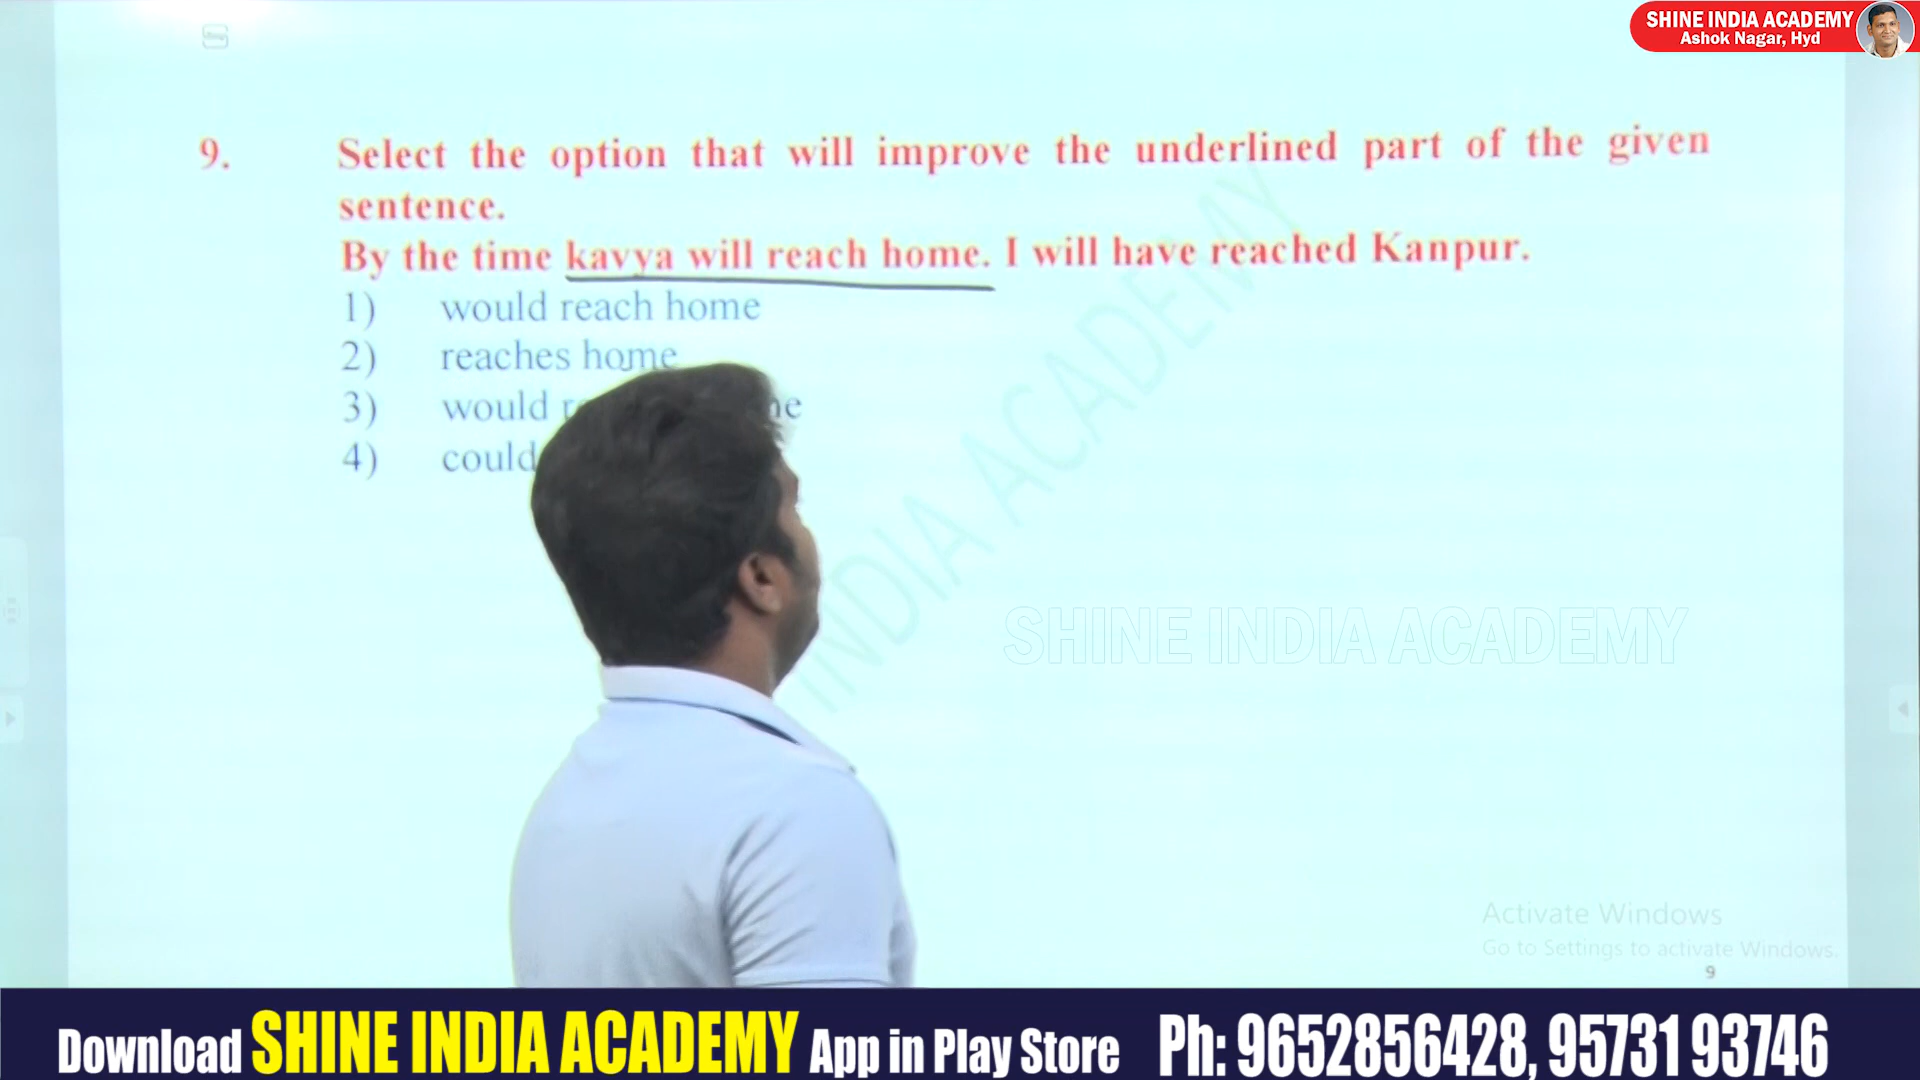 SHINE INDIA ACADEMY
Ashok Nagar, Hyd
9. Select the option that will improve the underlined part of the given
sentence.
By the time kavya will reach home. I will have reached Kanpur.
1) would reach home
2) reaches home
3) would
4) could
INDIA ACADEMY
SHINE INDIA ACADEMY
Activate Windows
Go to Settings to activate Windows.
9
Download SHINE INDIA ACADEMY App in Play Store Ph: 9652856428, 95731 93746